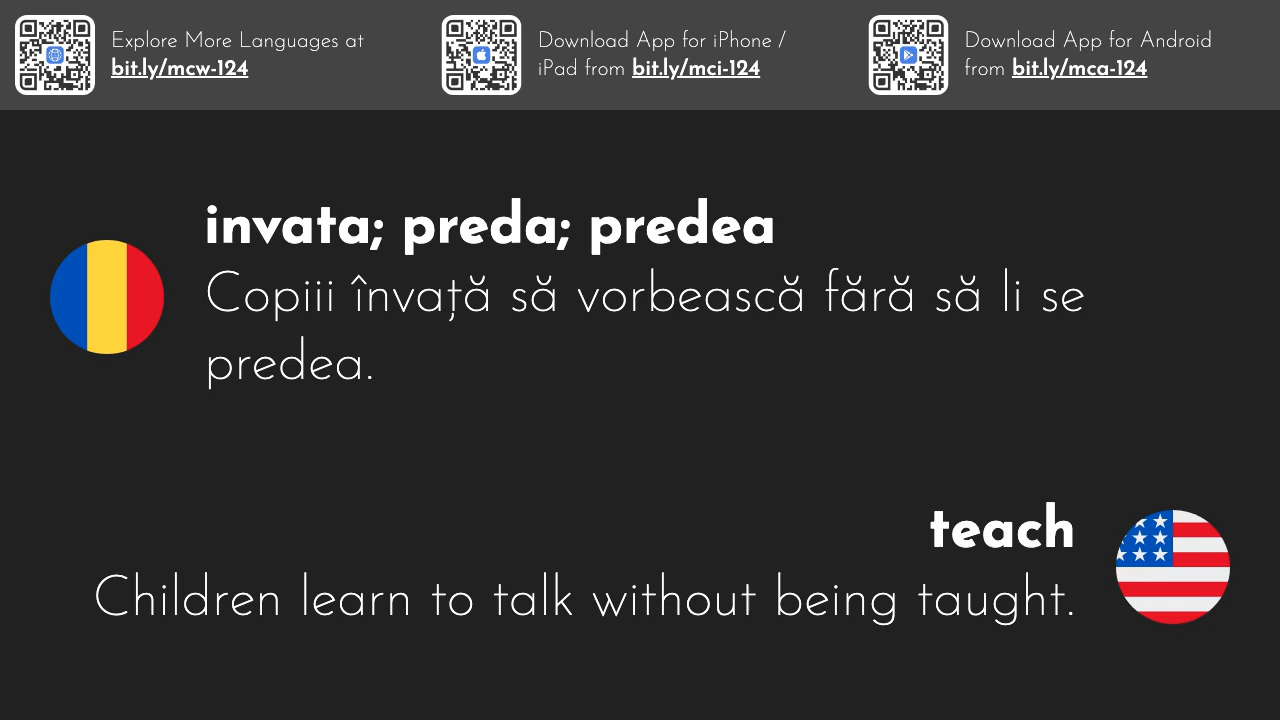 Explore More Languages at
bit.ly/mcw-124
Download App for iPhone /
iPad from bit.ly/mci-124
Download App for Android
from bit.ly/mca-124
invata; preda; predea
Copiii învață să vorbească fără să li se
predea.
teach
Children learn to talk without being taught.